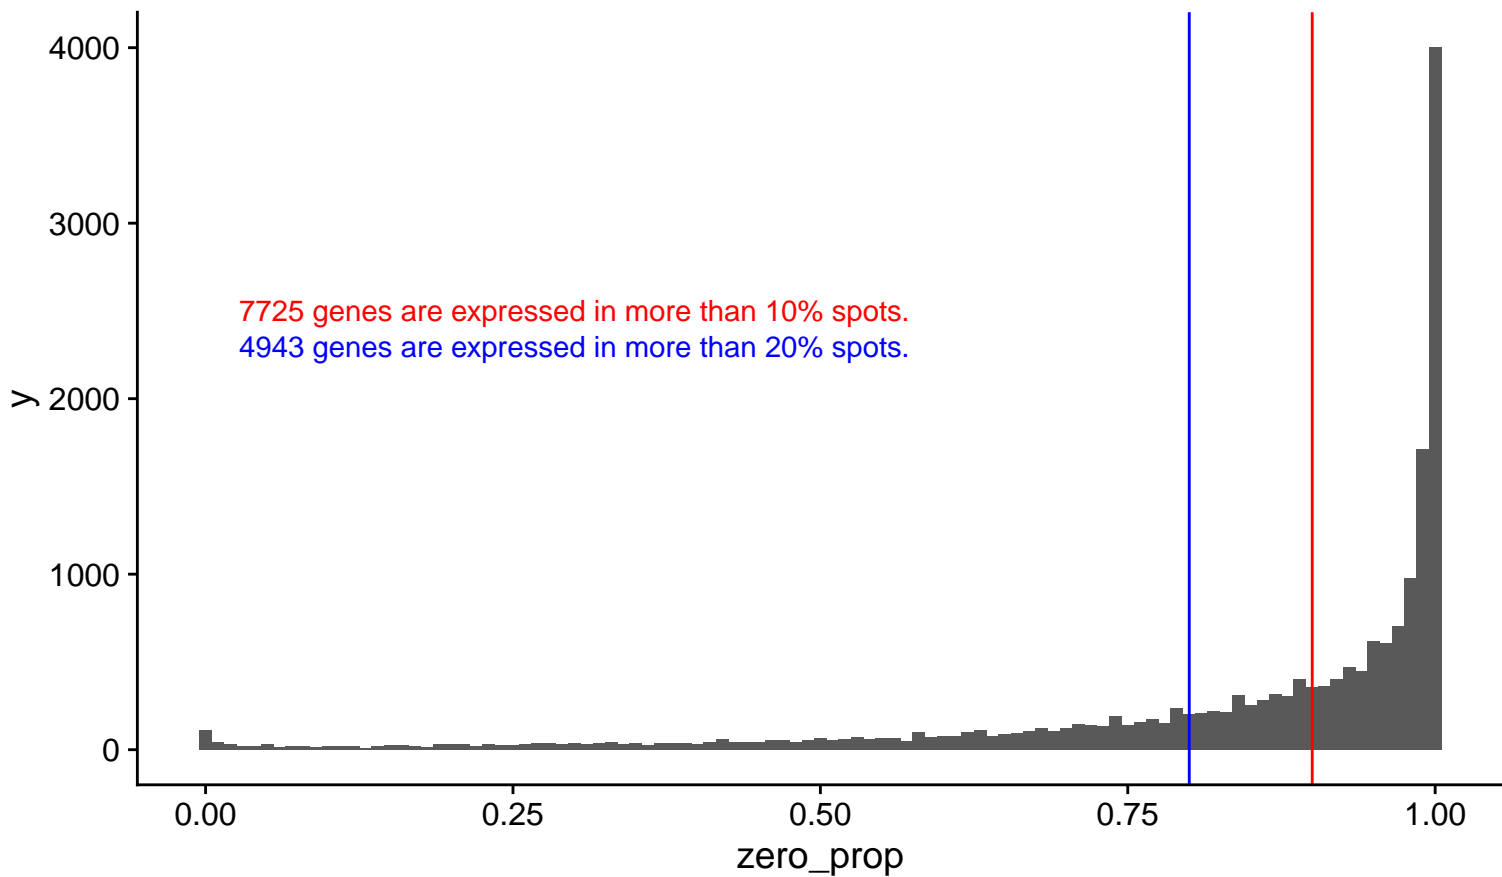 4000
3000
7725 genes are expressed in more than 10% spots.
4943 genes are expressed in more than 20% spots.
y
2000
1000
0
0.00 0.25 0.50 0.75 1.00
zero_prop